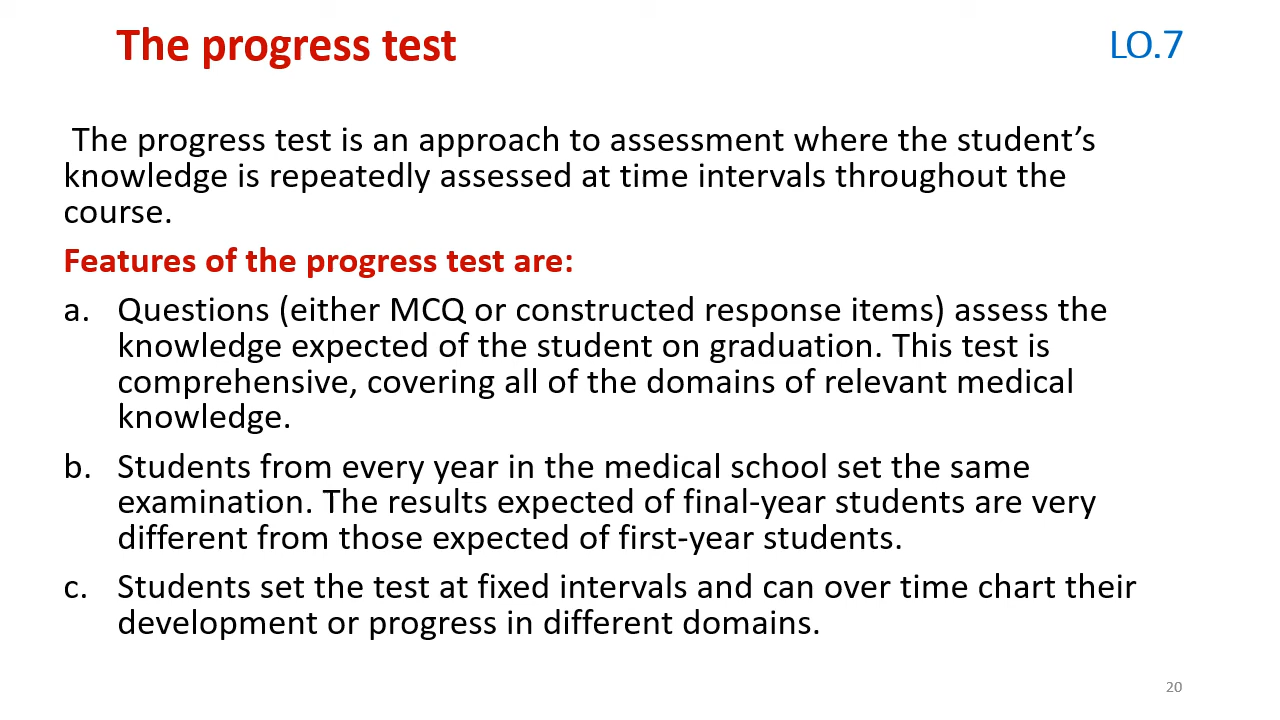 The progress test
LO.7
The progress test is an approach to assessment where the student’s
knowledge is repeatedly assessed at time intervals throughout the
course.
Features of the progress test are:
a. Questions (either MCQ or constructed response items) assess the
knowledge expected of the student on graduation. This test is
comprehensive, covering all of the domains of relevant medical
knowledge.
b. Students from every year in the medical school set the same
examination. The results expected of final-year students are very
different from those expected of first-year students.
c. Students set the test at fixed intervals and can over time chart their
development or progress in different domains.
20